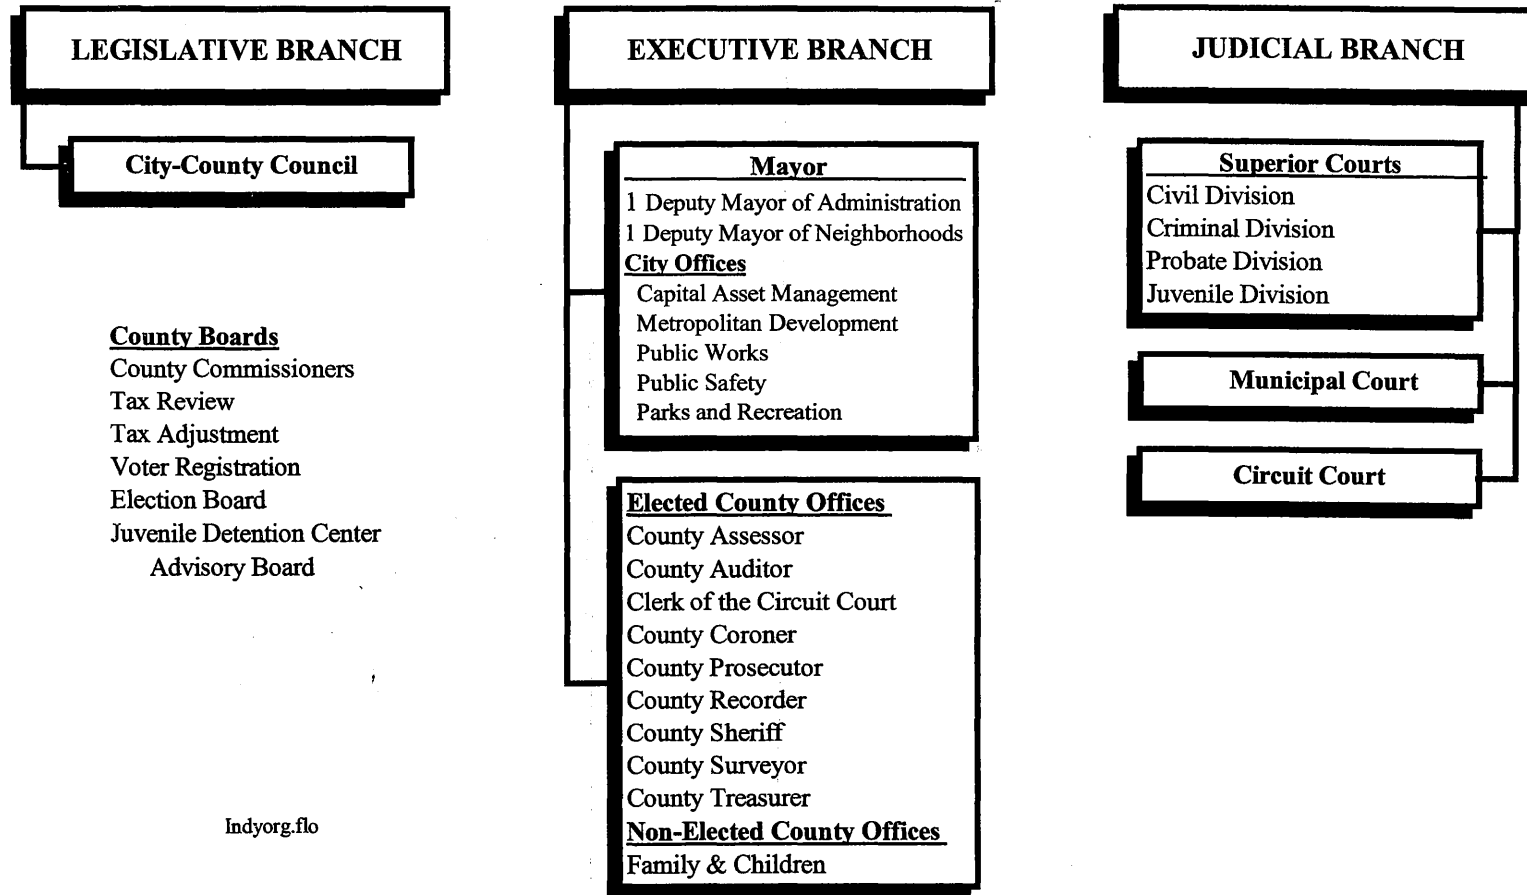 LEGISLATIVE BRANCH
City-County Council
County Boards
County Commissioners
Tax Review
Tax Adjustment
Voter Registration
Election Board
Juvenile Detention Center
Advisory Board
Indyorg.flo
EXECUTIVE BRANCH
Mayor
1 Deputy Mayor of Administration
1 Deputy Mayor of Neighborhoods
City Offices
Capital Asset Management
Metropolitan Development
Public Works
Public Safety
Parks and Recreation
Elected County Offices
County Assessor
County Auditor
Clerk of the Circuit Court
County Coroner
County Prosecutor
County Recorder
County Sheriff
County Surveyor
County Treasurer
Non-Elected County Offices
Family & Children
JUDICIAL BRANCH
Superior Courts
Civil Division
Criminal Division
Probate Division
Juvenile Division
Municipal Court
Circuit Court